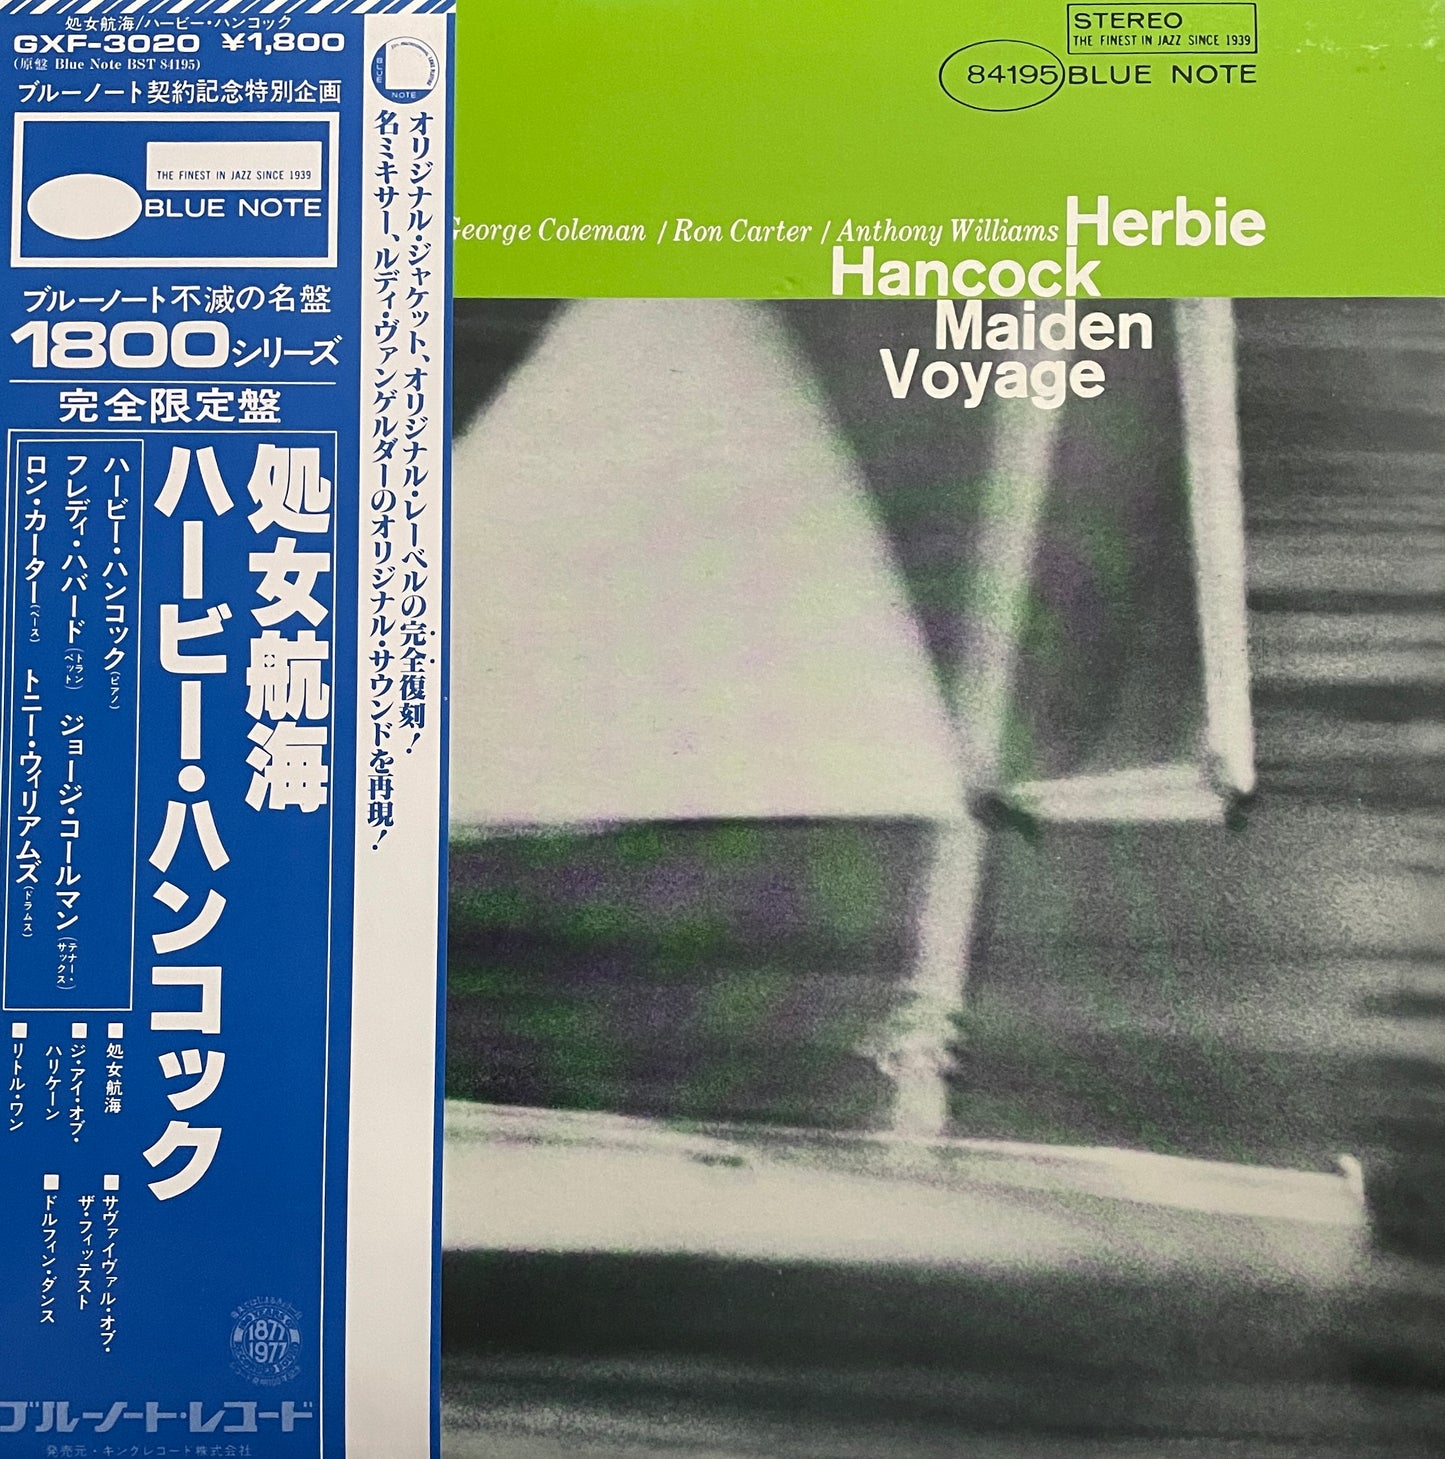 処女航海/ハービー・ハンコック
GXF-3020 ¥1,800
(原盤 Blue Note BST 84195)
ブルーノート契約記念特別企画
THE FINEST IN JAZZ SINCE 1939
BLUE NOTE
ブルーノート不滅の名盤
1800シリーズ
完全限定盤
処女航海
ハービー・ハンコック
ハービー・ハンコック(ピアノ)
フレディ・ハバード(トランペット) ジョージ・コールマン(テナー・サックス)
ロン・カーター(ベース) トニー・ウィリアムズ(ドラムス)
■処女航海
■ジ・アイ・オブ・
ハリケーン
■リトル・ワン
■サヴァイヴァル・オブ・
ザ・フィッテスト
■ドルフィン・ダンス
1877
1977
ブルーノート・レコード
発売元・キングレコード株式会社
BLUE
NOTE
オリジナル・ジャケット、オリジナル・レーベルの完全復刻!
名ミキサー、ルディ・ヴァンゲルダーのオリジナル・サウンドを再現!
STEREO
THE FINEST IN JAZZ SINCE 1939
84195 BLUE NOTE
George Coleman / Ron Carter / Anthony Williams Herbie
Hancock
Maiden
Voyage